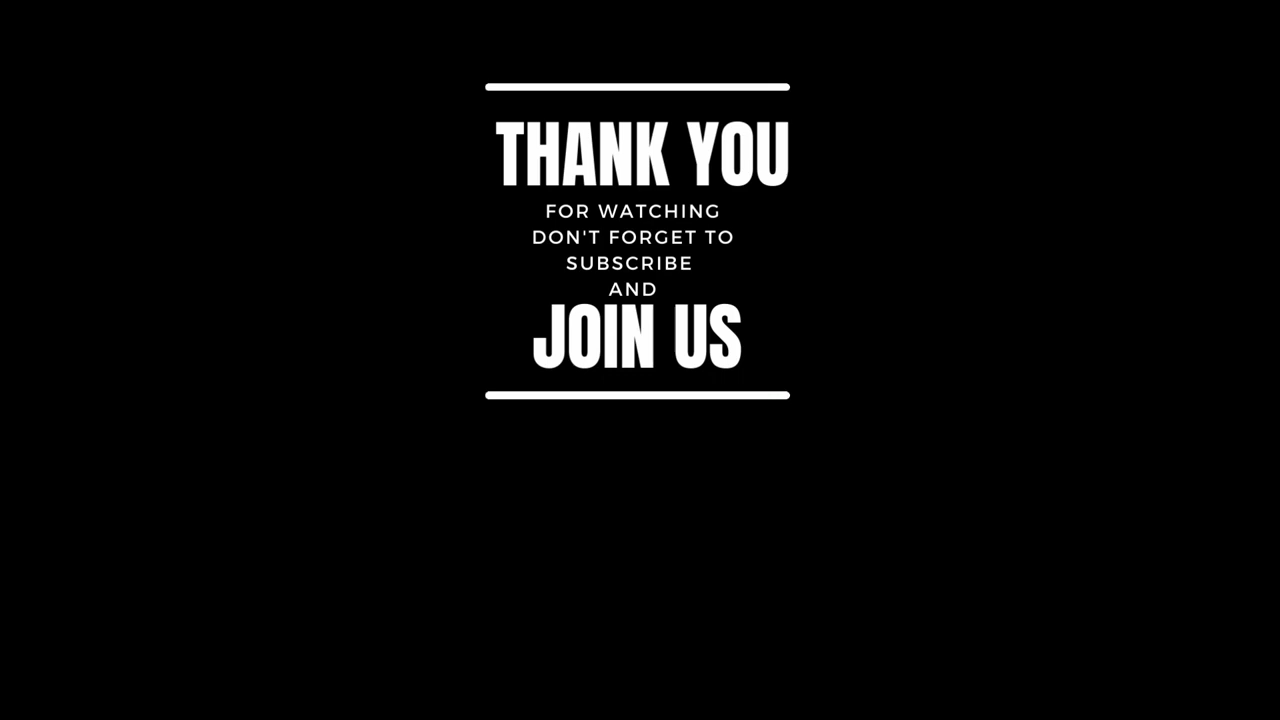 THANK YOU
FOR WATCHING
DON'T FORGET TO
SUBSCRIBE
AND
JOIN US